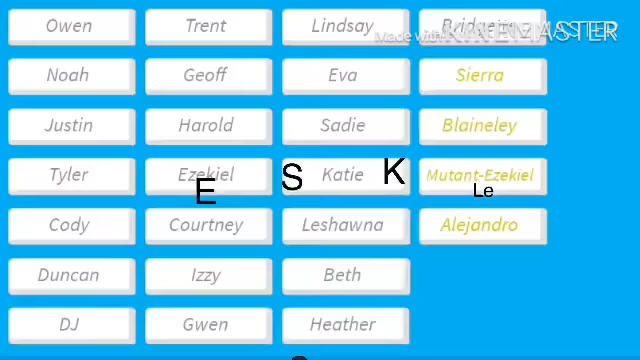 Owen Trent Lindsay Bridgette
Made with KINEMASTER
Noah Geoff Eva Sierra
Justin Harold Sadie Blaineley
Tyler Ezekiel Katie Mutant-Ezekiel
E S K Le
Cody Courtney Leshawna Alejandro
Duncan Izzy Beth
DJ Gwen Heather